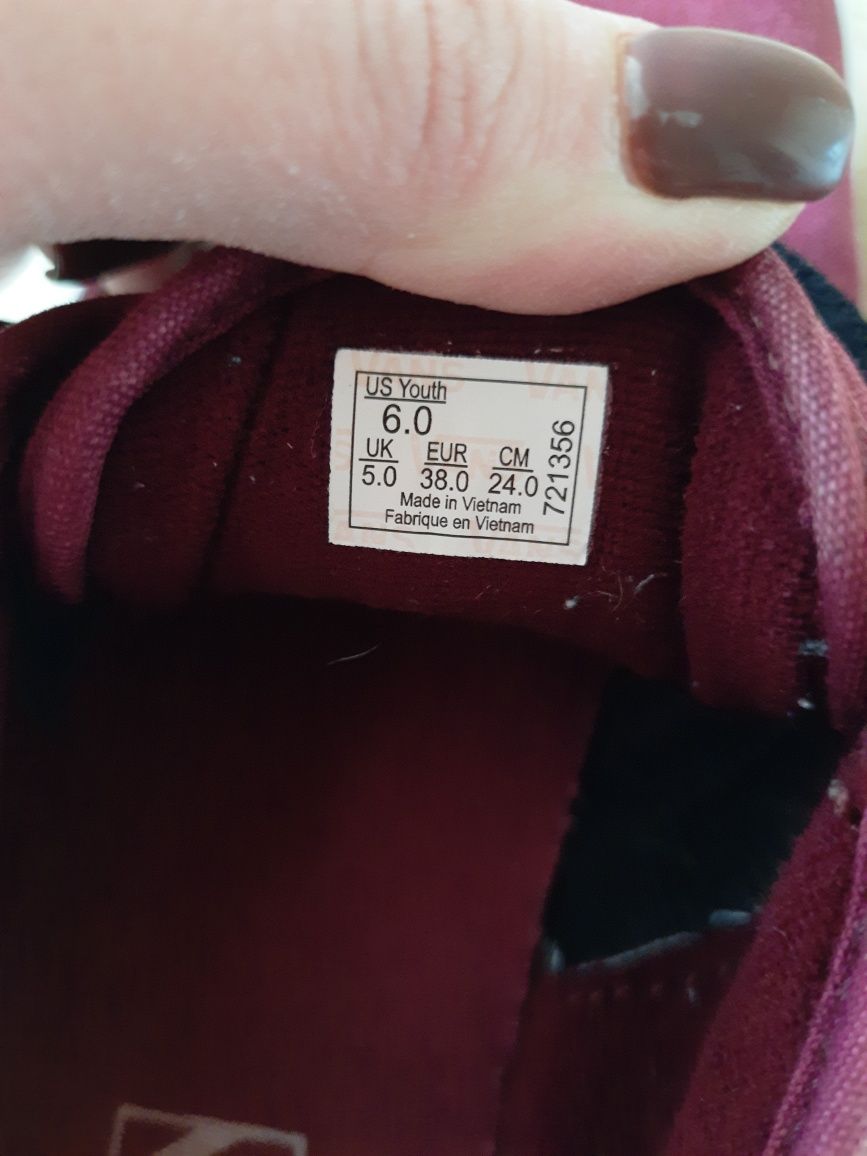 US Youth
6.0
UK EUR CM
5.0 38.0 24.0
Made in Vietnam
Fabrique en Vietnam
721356
VANS